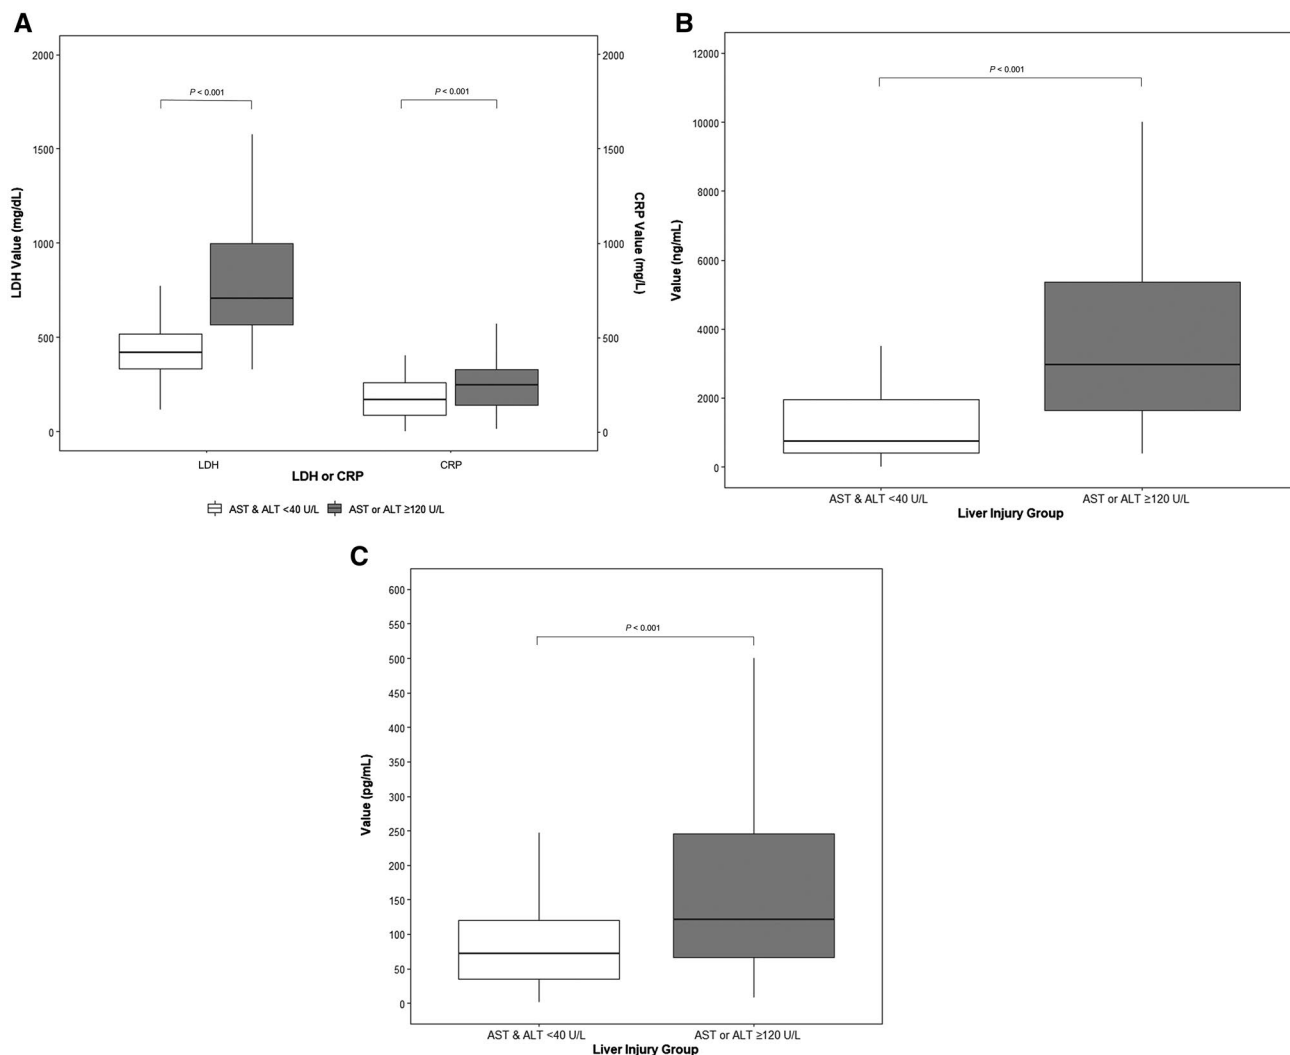 A
2000
1500
1000
500
0
LDH Value (mg/dL)
P < 0.001
P < 0.001
2000
1500
1000
500
0
CRP Value (mg/L)
LDH
CRP
LDH or CRP
AST & ALT <40 U/L
AST or ALT ≥120 U/L
B
12000
10000
8000
6000
4000
2000
0
Value (ng/mL)
P < 0.001
AST & ALT <40 U/L
AST or ALT ≥120 U/L
Liver Injury Group
C
600
550
500
450
400
350
300
250
200
150
100
50
0
Value (pg/mL)
P < 0.001
AST & ALT <40 U/L
AST or ALT ≥120 U/L
Liver Injury Group